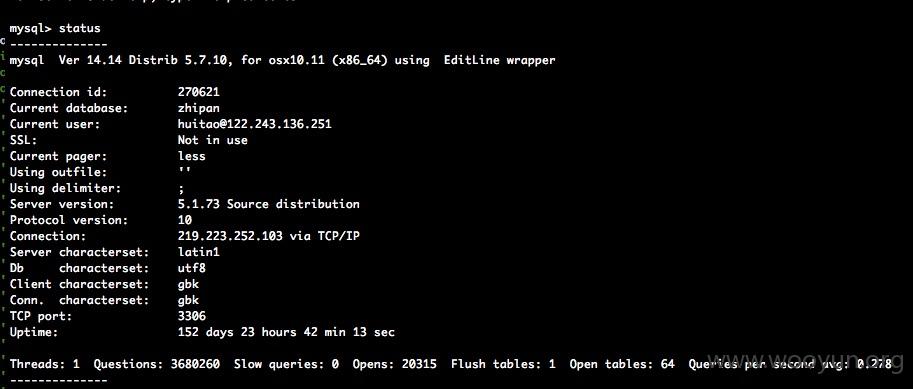 mysql> status
--------------
mysql  Ver 14.14 Distrib 5.7.10, for osx10.11 (x86_64) using  EditLine wrapper
Connection id:          270621
Current database:       zhipan
Current user:           huitao@122.243.136.251
SSL:                    Not in use
Current pager:          less
Using outfile:          ''
Using delimiter:        ;
Server version:         5.1.73 Source distribution
Protocol version:       10
Connection:             219.223.252.103 via TCP/IP
Server characterset:    latin1
Db     characterset:    utf8
Client characterset:    gbk
Conn.  characterset:    gbk
TCP port:               3306
Uptime:                 152 days 23 hours 42 min 13 sec
Threads: 1  Questions: 3680260  Slow queries: 0  Opens: 20315  Flush tables: 1  Open tables: 64  Queries per second avg: 0.278
--------------
www.wooyun.org